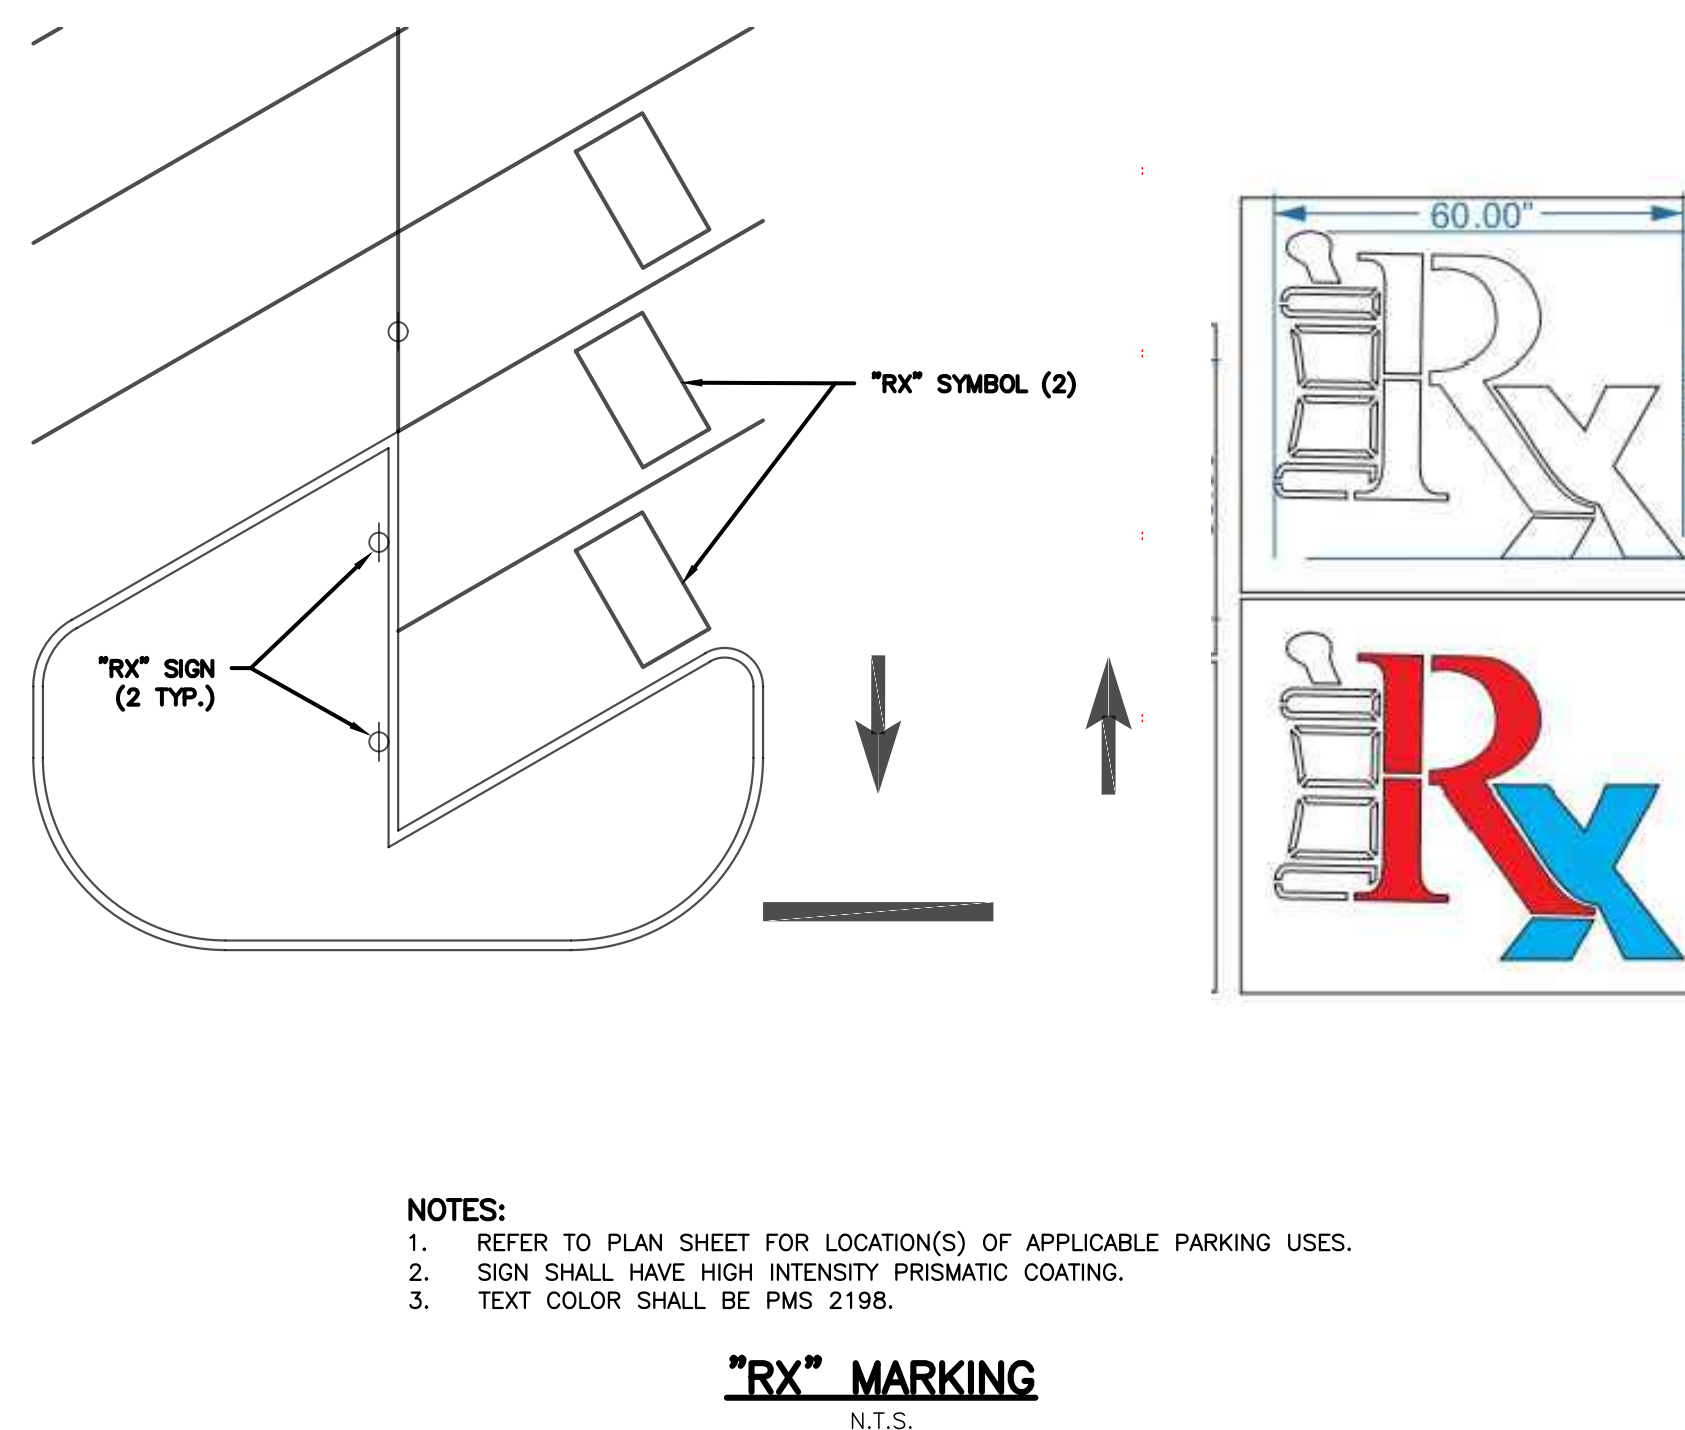 60.00"
"RX" SYMBOL (2)
"RX" SIGN
(2 TYP.)
Rx
Rx
NOTES:
1. REFER TO PLAN SHEET FOR LOCATION(S) OF APPLICABLE PARKING USES.
2. SIGN SHALL HAVE HIGH INTENSITY PRISMATIC COATING.
3. TEXT COLOR SHALL BE PMS 2198.
"RX" MARKING
N.T.S.